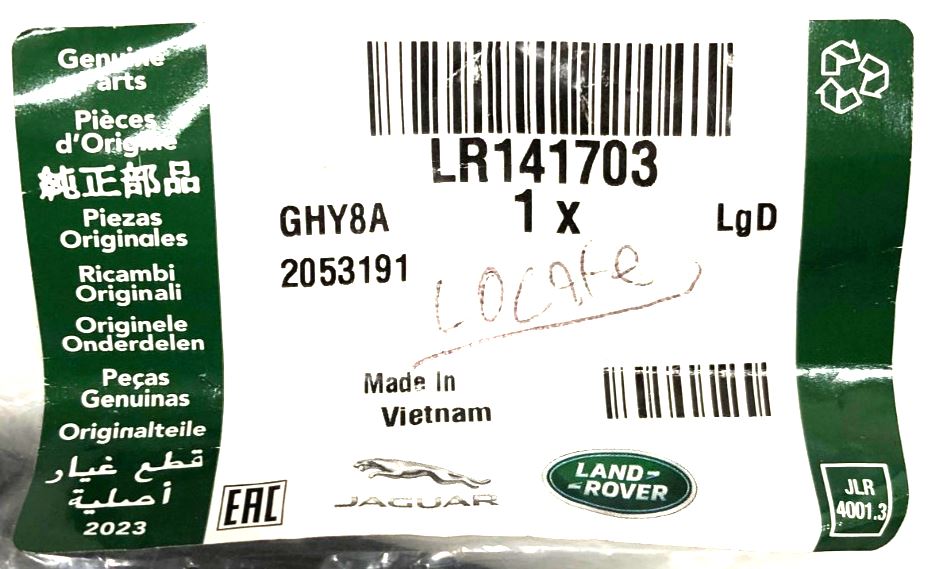 Genuine
Parts
Pièces
d'Origine
純正部品
Piezas
Originales
Ricambi
Originali
Originele
Onderdelen
Peças
Genuinas
Originalteile
قطع غيار
أصلية
2023
LR141703
1 x
GHY8A
LgD
2053191
LOCATE
Made In
Vietnam
EAC
JAGUAR
LAND-
-ROVER
JLR
4001.3